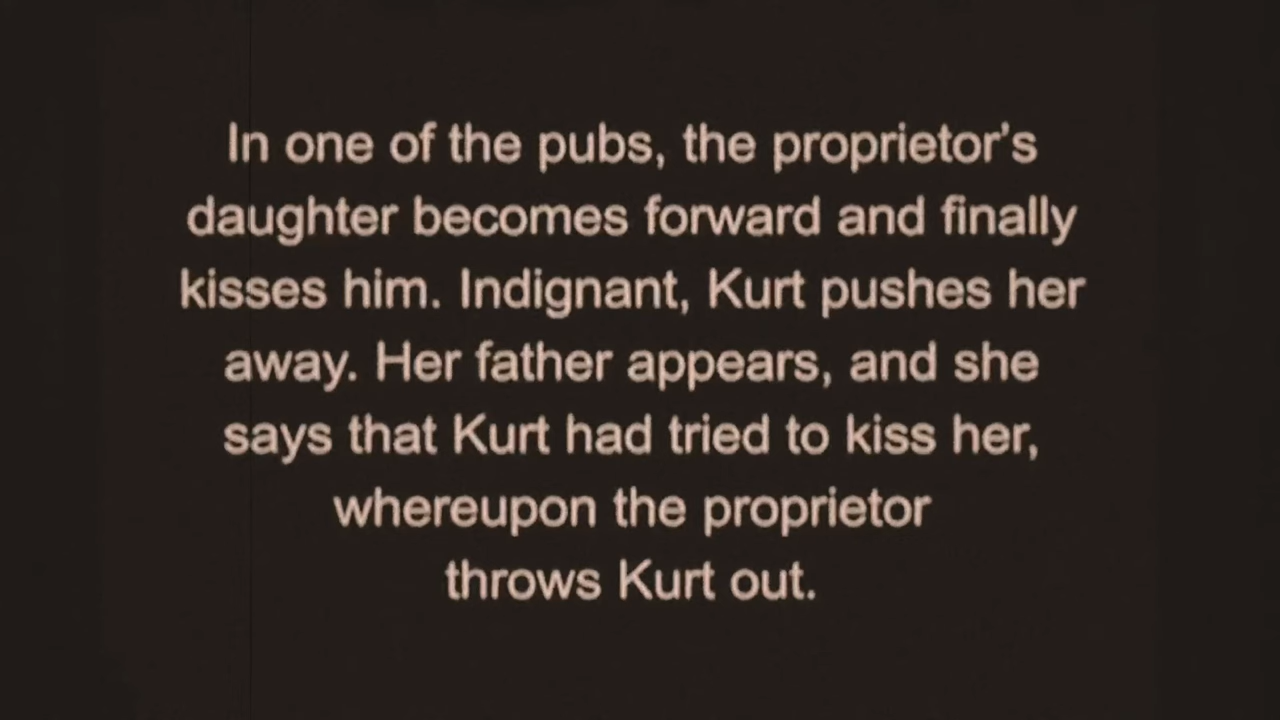 In one of the pubs, the proprietor's
daughter becomes forward and finally
kisses him. Indignant, Kurt pushes her
away. Her father appears, and she
says that Kurt had tried to kiss her,
whereupon the proprietor
throws Kurt out.